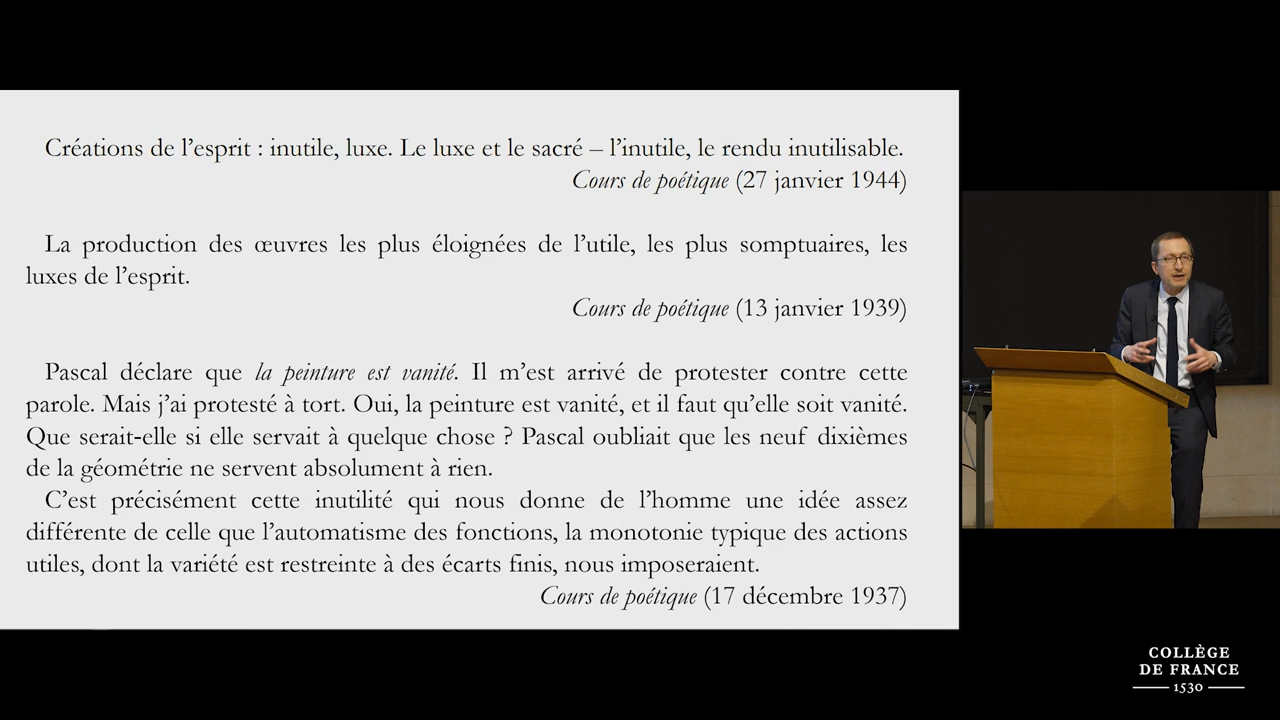 Créations de l'esprit : inutile, luxe. Le luxe et le sacré – l'inutile, le rendu inutilisable.
Cours de poétique (27 janvier 1944)
La production des œuvres les plus éloignées de l'utile, les plus somptuaires, les
luxes de l'esprit.
Cours de poétique (13 janvier 1939)
Pascal déclare que la peinture est vanité. Il m'est arrivé de protester contre cette
parole. Mais j'ai protesté à tort. Oui, la peinture est vanité, et il faut qu'elle soit vanité.
Que serait-elle si elle servait à quelque chose ? Pascal oubliait que les neuf dixièmes
de la géométrie ne servent absolument à rien.
C'est précisément cette inutilité qui nous donne de l'homme une idée assez
différente de celle que l'automatisme des fonctions, la monotonie typique des actions
utiles, dont la variété est restreinte à des écarts finis, nous imposeraient.
Cours de poétique (17 décembre 1937)
COLLÈGE
DE FRANCE
1530